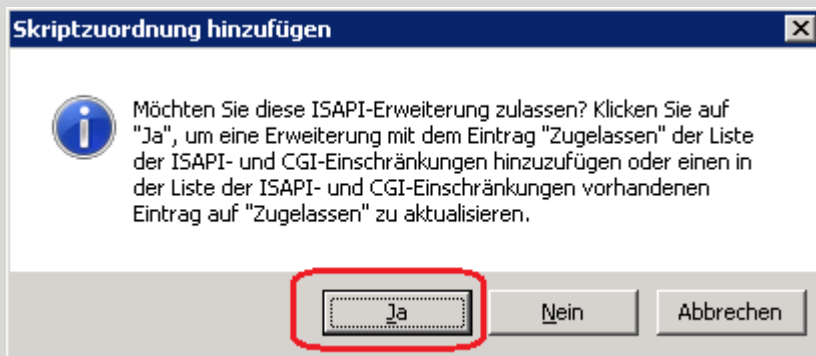 Skriptzuordnung hinzufügen
Möchten Sie diese ISAPI-Erweiterung zulassen? Klicken Sie auf
"Ja", um eine Erweiterung mit dem Eintrag "Zugelassen" der Liste
der ISAPI- und CGI-Einschränkungen hinzuzufügen oder einen in
der Liste der ISAPI- und CGI-Einschränkungen vorhandenen
Eintrag auf "Zugelassen" zu aktualisieren.
Ja Nein Abbrechen